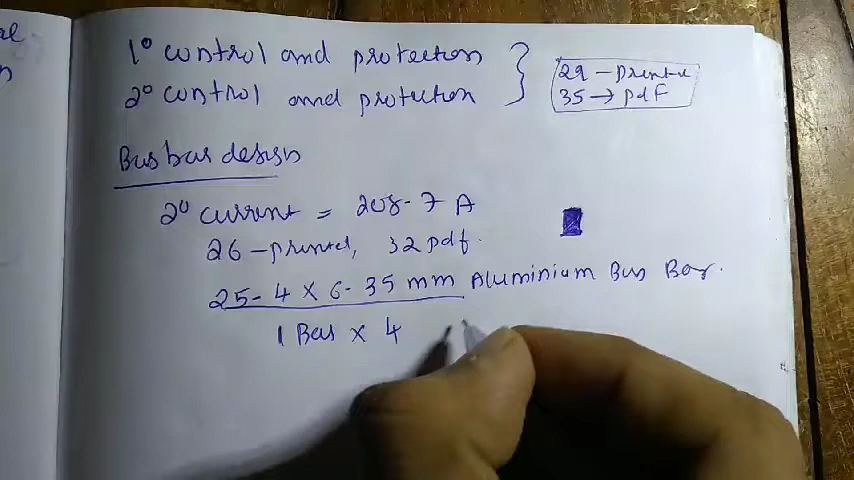 al
n
1° control and protection
2° control and protection
29 - printed
35 → pdf
Bus bar design
2° current = 208.7 A
26 - printed, 32 pdf.
25.4 × 6.35 mm Aluminium Bus Bar.
1 Bar × 4